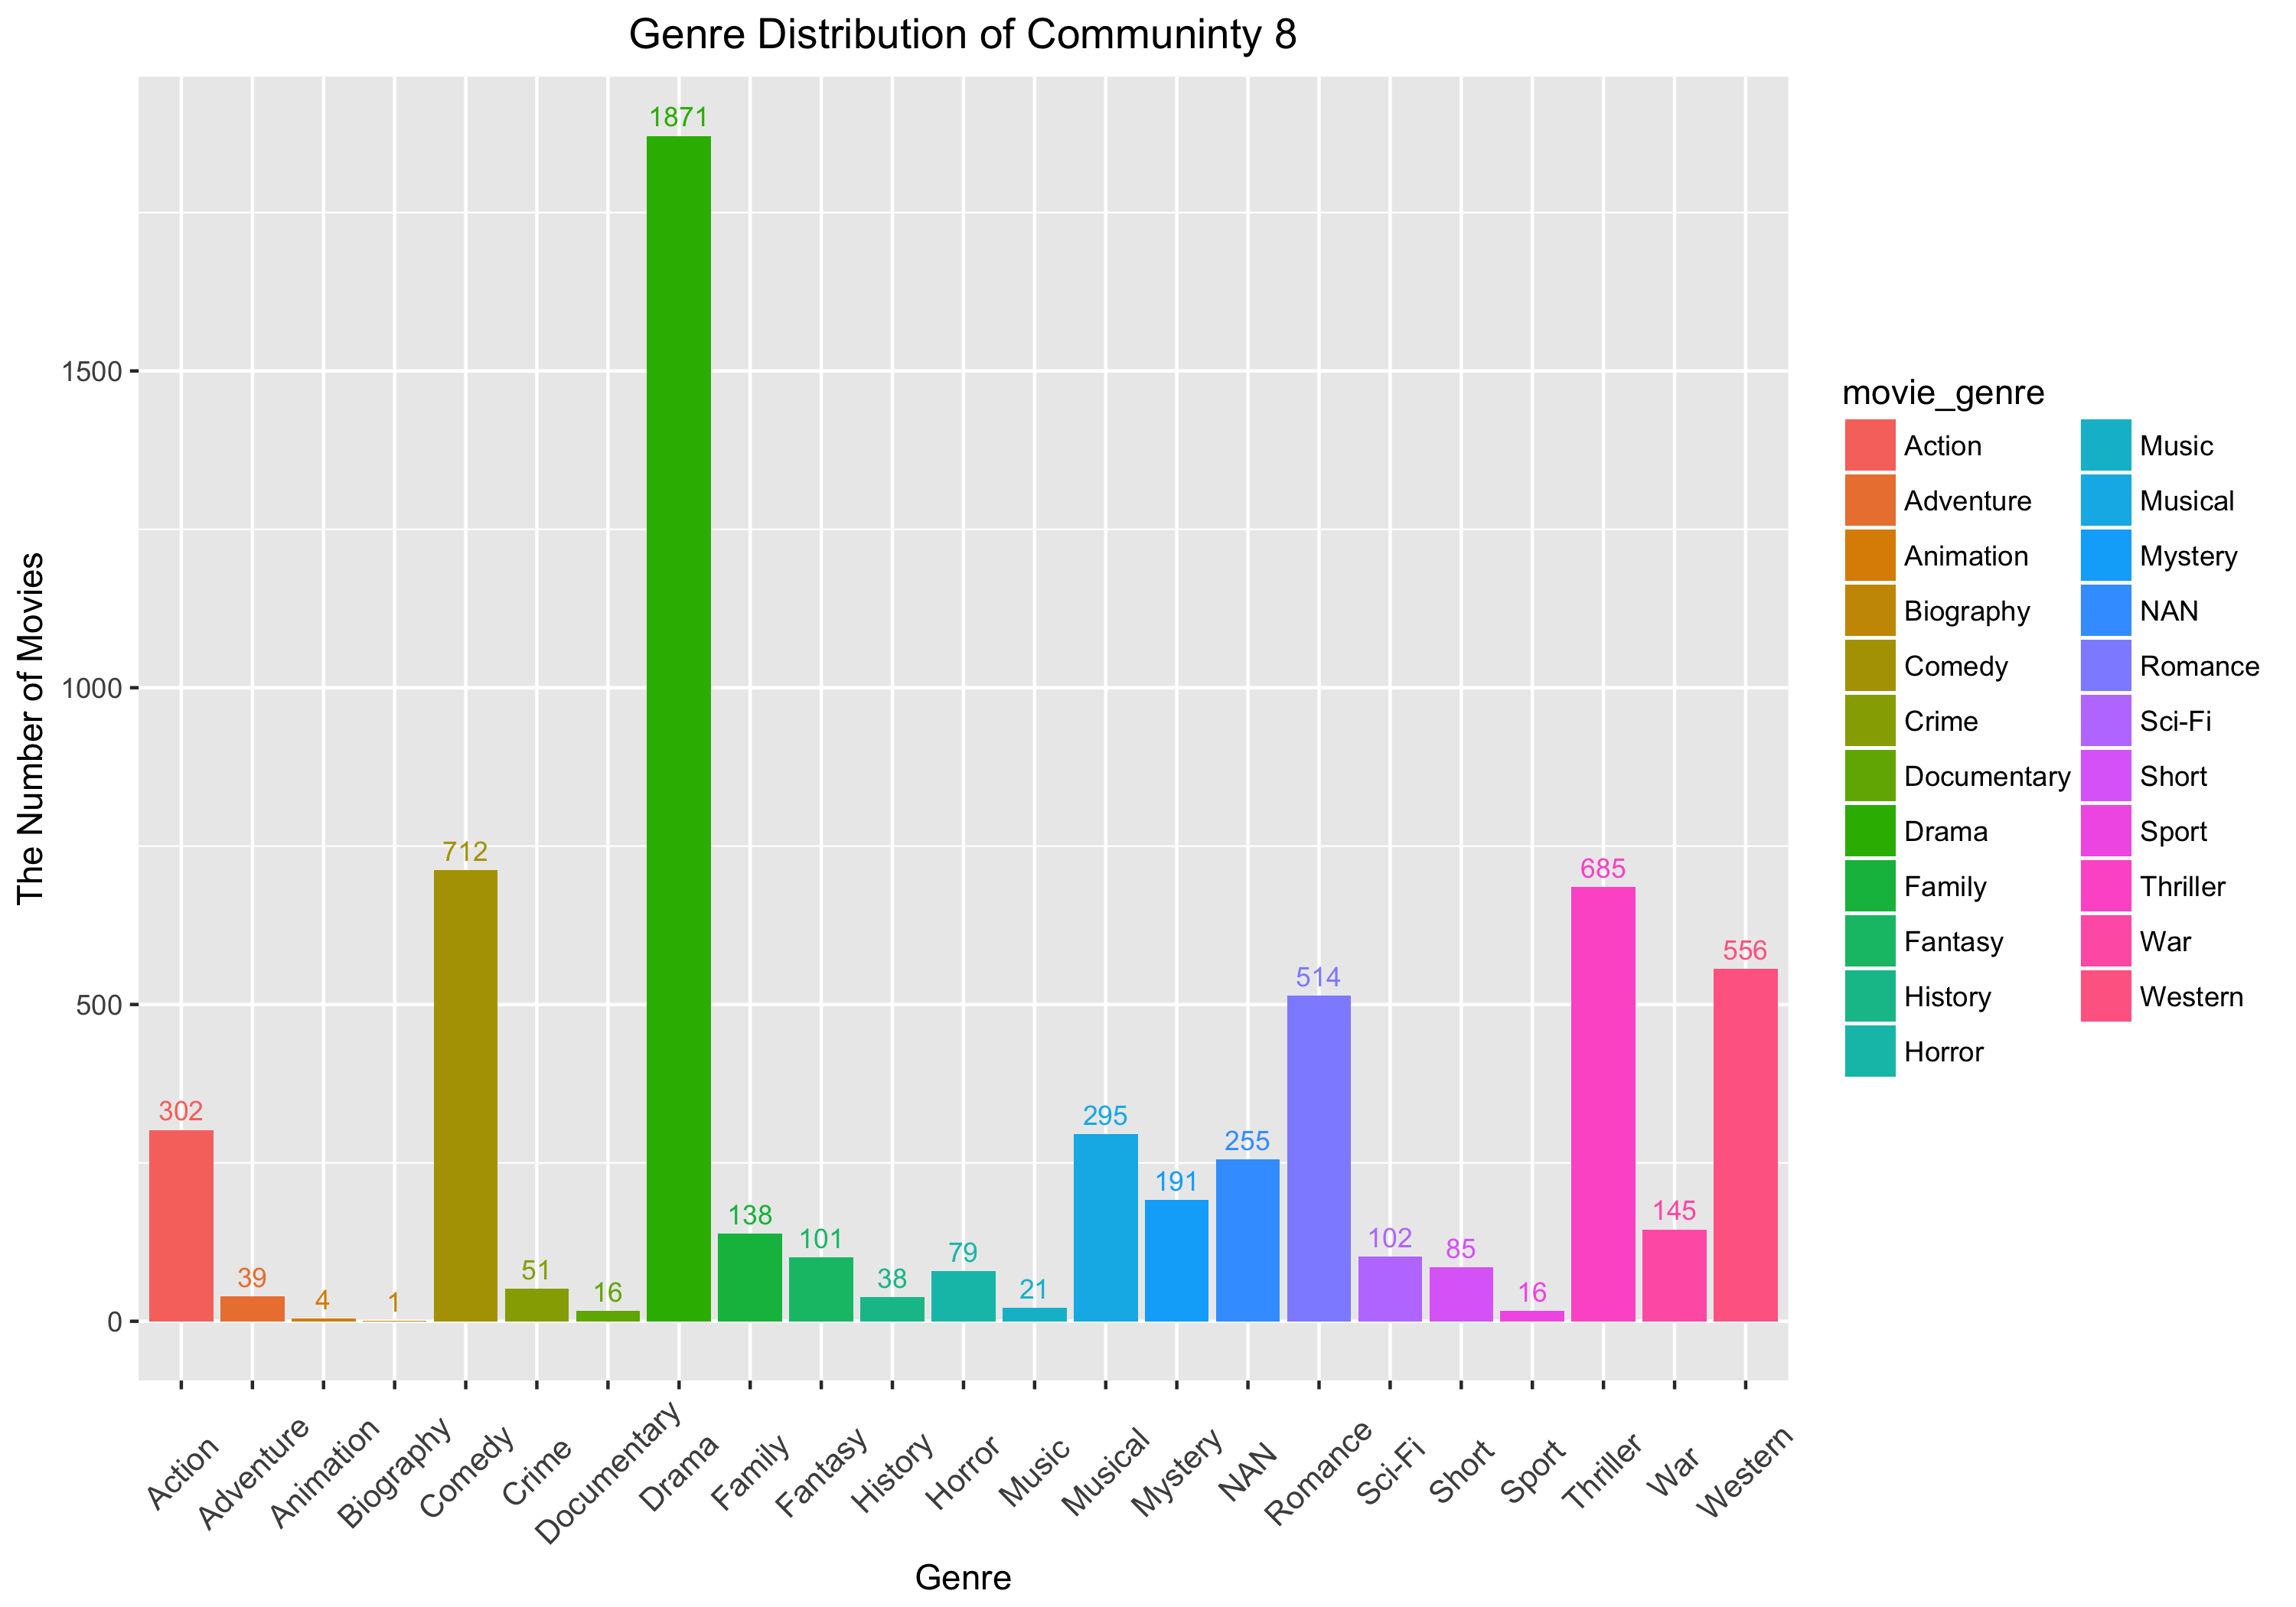 Genre Distribution of Communinty 8
The Number of Movies
1500
1000
500
0
302
39
4
1
712
51
16
1871
138
101
38
79
21
295
191
255
514
102
85
16
685
145
556
Action
Adventure
Animation
Biography
Comedy
Crime
Documentary
Drama
Family
Fantasy
History
Horror
Music
Musical
Mystery
NAN
Romance
Sci-Fi
Short
Sport
Thriller
War
Western
Genre
movie_genre
Action
Adventure
Animation
Biography
Comedy
Crime
Documentary
Drama
Family
Fantasy
History
Horror
Music
Musical
Mystery
NAN
Romance
Sci-Fi
Short
Sport
Thriller
War
Western